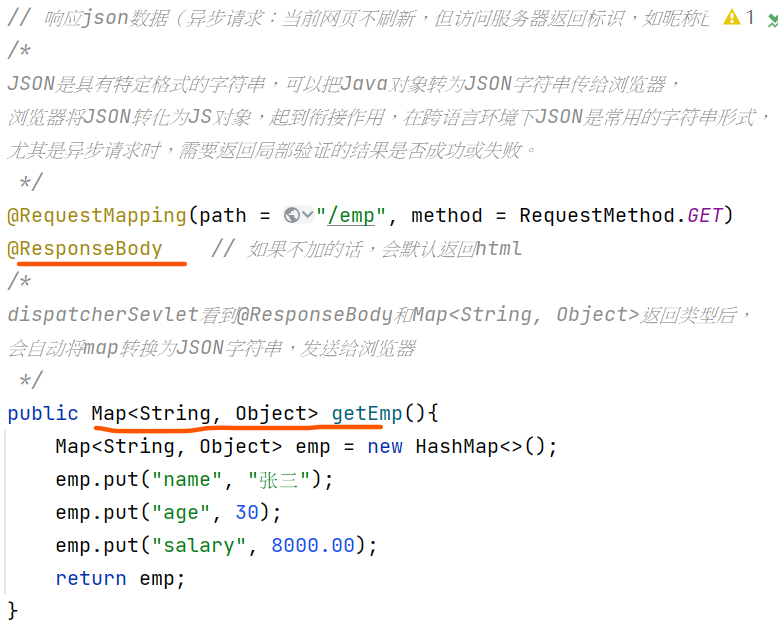 // 响应json数据（异步请求：当前网页不刷新，但访问服务器返回标识，如昵称
1
/*
JSON是具有特定格式的字符串，可以把Java对象转为JSON字符串传给浏览器，
浏览器将JSON转化为JS对象，起到衔接作用，在跨语言环境下JSON是常用的字符串形式，
尤其是异步请求时，需要返回局部验证的结果是否成功或失败。
*/
@RequestMapping(path = "/emp", method = RequestMethod.GET)
@ResponseBody // 如果不加的话，会默认返回html
/*
dispatcherSevlet看到@ResponseBody和Map<String, Object>返回类型后，
会自动将map转换为JSON字符串，发送给浏览器
*/
public Map<String, Object> getEmp(){
Map<String, Object> emp = new HashMap<>();
emp.put("name", "张三");
emp.put("age", 30);
emp.put("salary", 8000.00);
return emp;
}